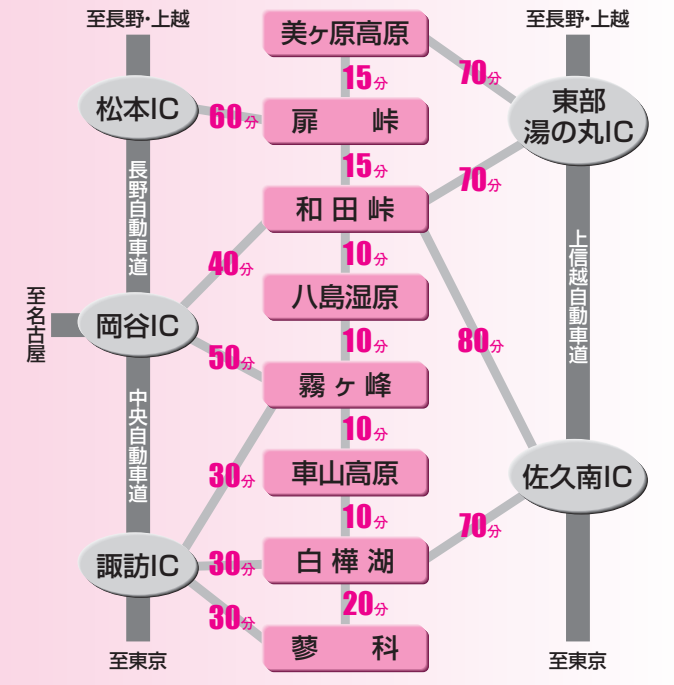 至長野・上越
美ヶ原高原
至長野・上越
15分
70分
松本IC
60分
扉 峠
東部
湯の丸IC
15分
70分
長野自動車道
和田峠
40分
10分
上信越自動車道
八島湿原
至名古屋
岡谷IC
50分
10分
80分
霧ヶ峰
中央自動車道
10分
30分
車山高原
佐久南IC
10分
70分
諏訪IC
30分
白樺湖
30分
20分
蓼 科
至東京
至東京